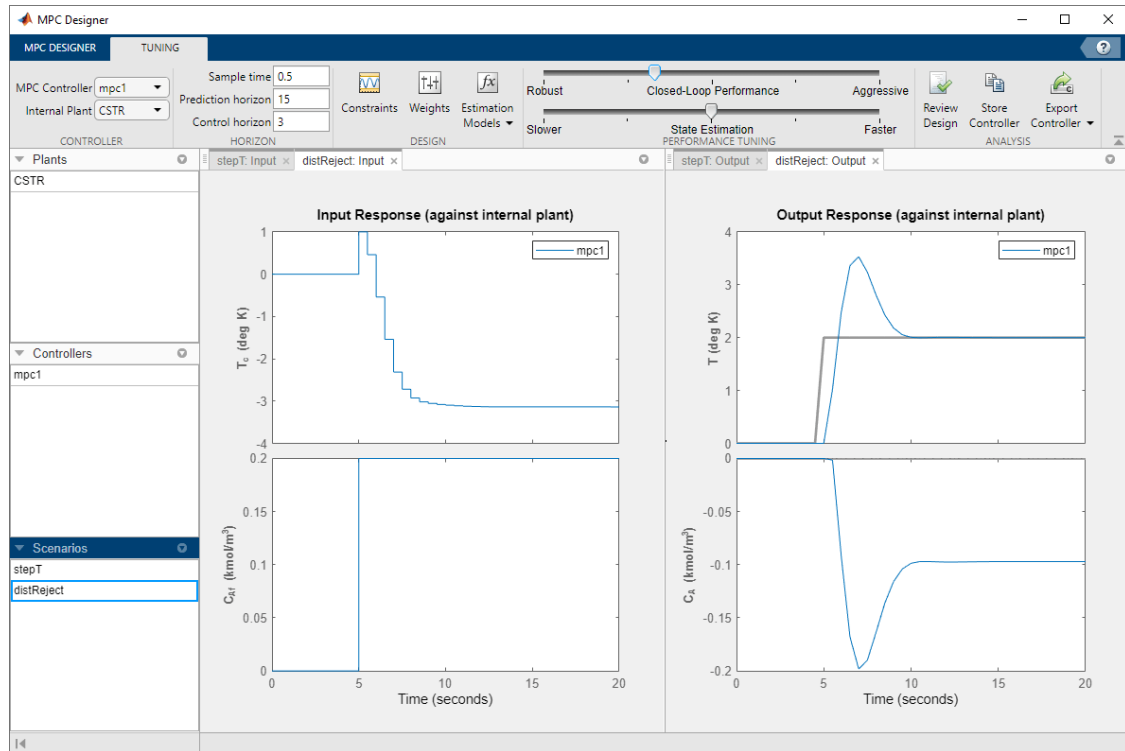 MPC Designer
MPC DESIGNER
TUNING
?
MPC Controller mpc1
Internal Plant CSTR
CONTROLLER
Sample time 0.5
Prediction horizon 15
Control horizon 3
HORIZON
Constraints
Weights
fx
Estimation
Models
DESIGN
Robust
Closed-Loop Performance
Aggressive
Slower
State Estimation
Faster
PERFORMANCE TUNING
Review
Design
Store
Controller
Export
Controller
ANALYSIS
Plants
CSTR
Controllers
mpc1
Scenarios
stepT
distReject
stepT: Input
distReject: Input
Input Response (against internal plant)
mpc1
1
0
-1
-2
-3
-4
T_c (deg K)
0.2
0.15
0.1
0.05
0
C_Af (kmol/m³)
0 5 10 15 20
Time (seconds)
stepT: Output
distReject: Output
Output Response (against internal plant)
mpc1
4
3
2
1
0
T (deg K)
0
-0.05
-0.1
-0.15
-0.2
C_A (kmol/m³)
0 5 10 15 20
Time (seconds)